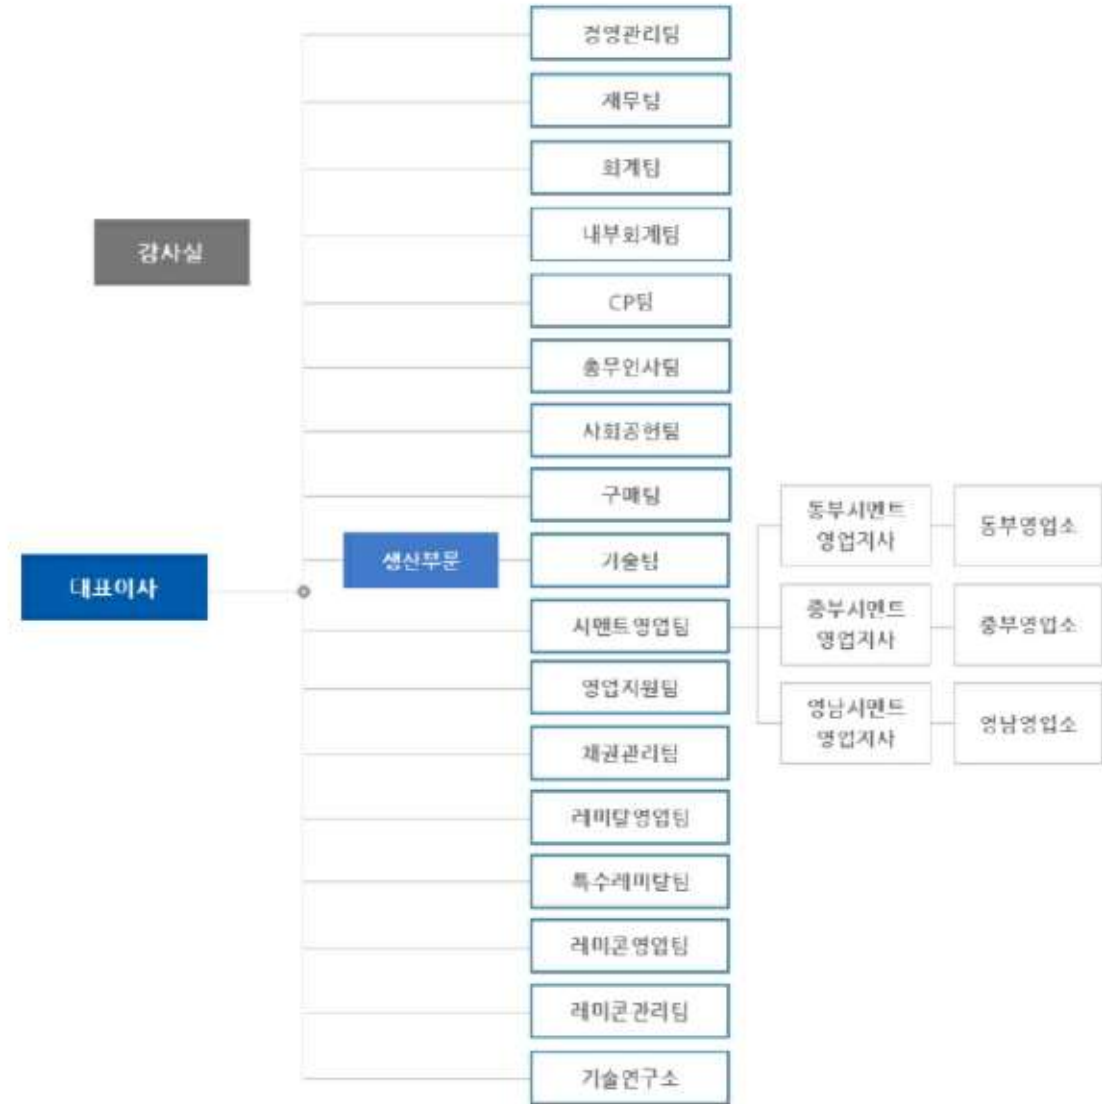 경영관리팀
재무팀
회계팀
내부회계팀
감사실
CP팀
총무인사팀
사회공헌팀
구매팀
대표이사
생산부문
기술팀
시멘트영업팀
동부시멘트
영업지사
동부영업소
중부시멘트
영업지사
중부영업소
영남시멘트
영업지사
영남영업소
영업지원팀
채권관리팀
레미탈영업팀
특수레미탈팀
레미콘영업팀
레미콘관리팀
기술연구소